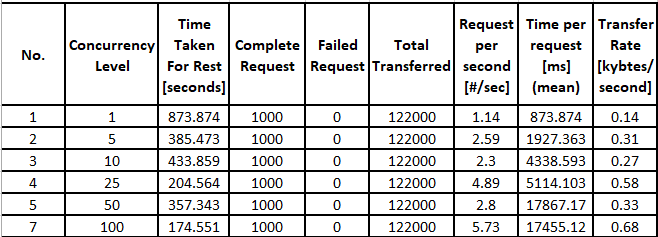 No. Concurrency Level Time Taken For Rest [seconds] Complete Request Failed Request Total Transferred Request per second [#/sec] Time per request [ms] (mean) Transfer Rate [kybtes/ second]
1 1 873.874 1000 0 122000 1.14 873.874 0.14
2 5 385.473 1000 0 122000 2.59 1927.363 0.31
3 10 433.859 1000 0 122000 2.3 4338.593 0.27
4 25 204.564 1000 0 122000 4.89 5114.103 0.58
5 50 357.343 1000 0 122000 2.8 17867.17 0.33
7 100 174.551 1000 0 122000 5.73 17455.12 0.68